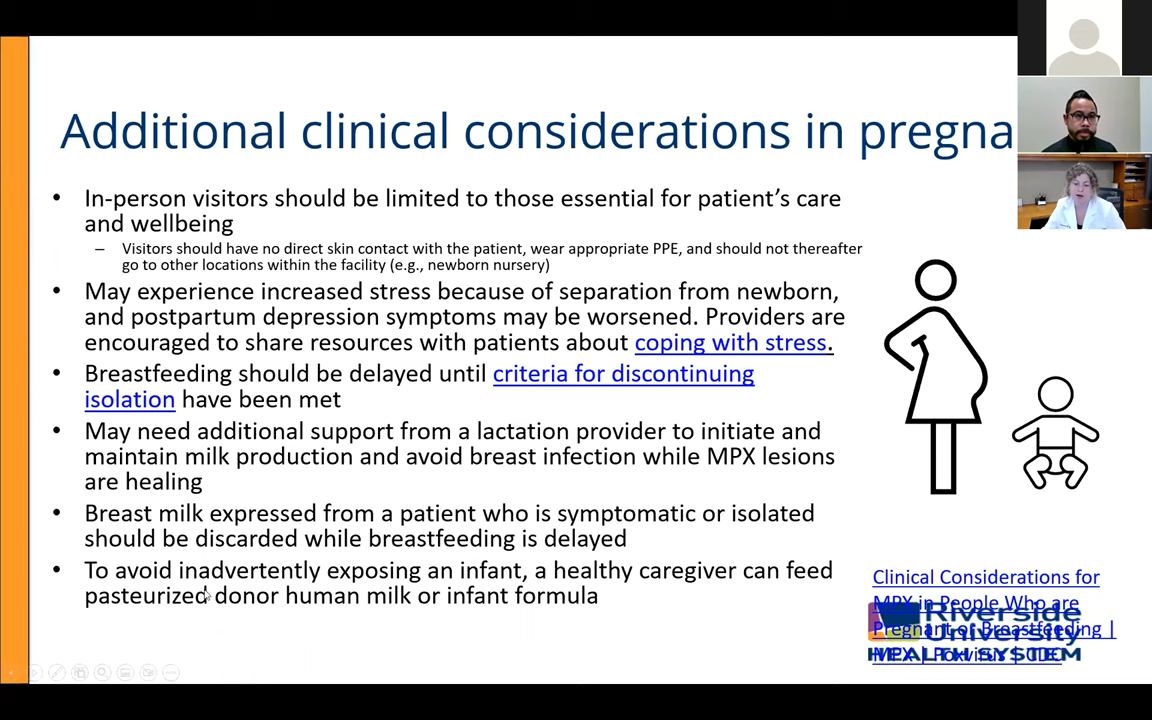 Additional clinical considerations in pregna
• In-person visitors should be limited to those essential for patient’s care
and wellbeing
– Visitors should have no direct skin contact with the patient, wear appropriate PPE, and should not thereafter
go to other locations within the facility (e.g., newborn nursery)
• May experience increased stress because of separation from newborn,
and postpartum depression symptoms may be worsened. Providers are
encouraged to share resources with patients about coping with stress.
• Breastfeeding should be delayed until criteria for discontinuing
isolation have been met
• May need additional support from a lactation provider to initiate and
maintain milk production and avoid breast infection while MPX lesions
are healing
• Breast milk expressed from a patient who is symptomatic or isolated
should be discarded while breastfeeding is delayed
• To avoid inadvertently exposing an infant, a healthy caregiver can feed
pasteurized donor human milk or infant formula
Clinical Considerations for
MPX in People Who are
Pregnant or Breastfeeding |
MPX | Poxvirus | CDC
Riverside
University
HEALTH SYSTEM